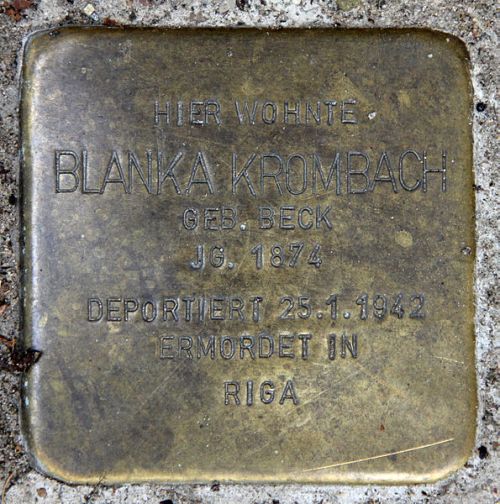 HIER WOHNTE
BLANKA KROMBACH
GEB. BECK
JG. 1874
DEPORTIERT 25.1.1942
ERMORDET IN
RIGA